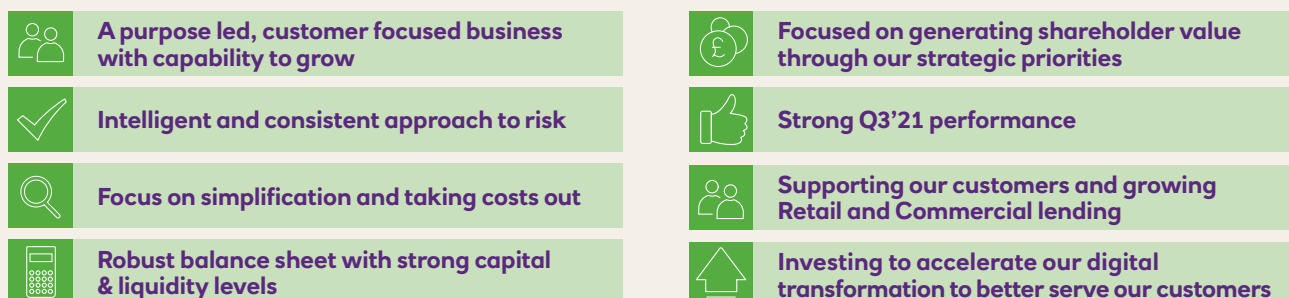 A purpose led, customer focused business
with capability to grow
Intelligent and consistent approach to risk
Focus on simplification and taking costs out
Robust balance sheet with strong capital
& liquidity levels
£
Focused on generating shareholder value
through our strategic priorities
Strong Q3’21 performance
Supporting our customers and growing
Retail and Commercial lending
Investing to accelerate our digital
transformation to better serve our customers